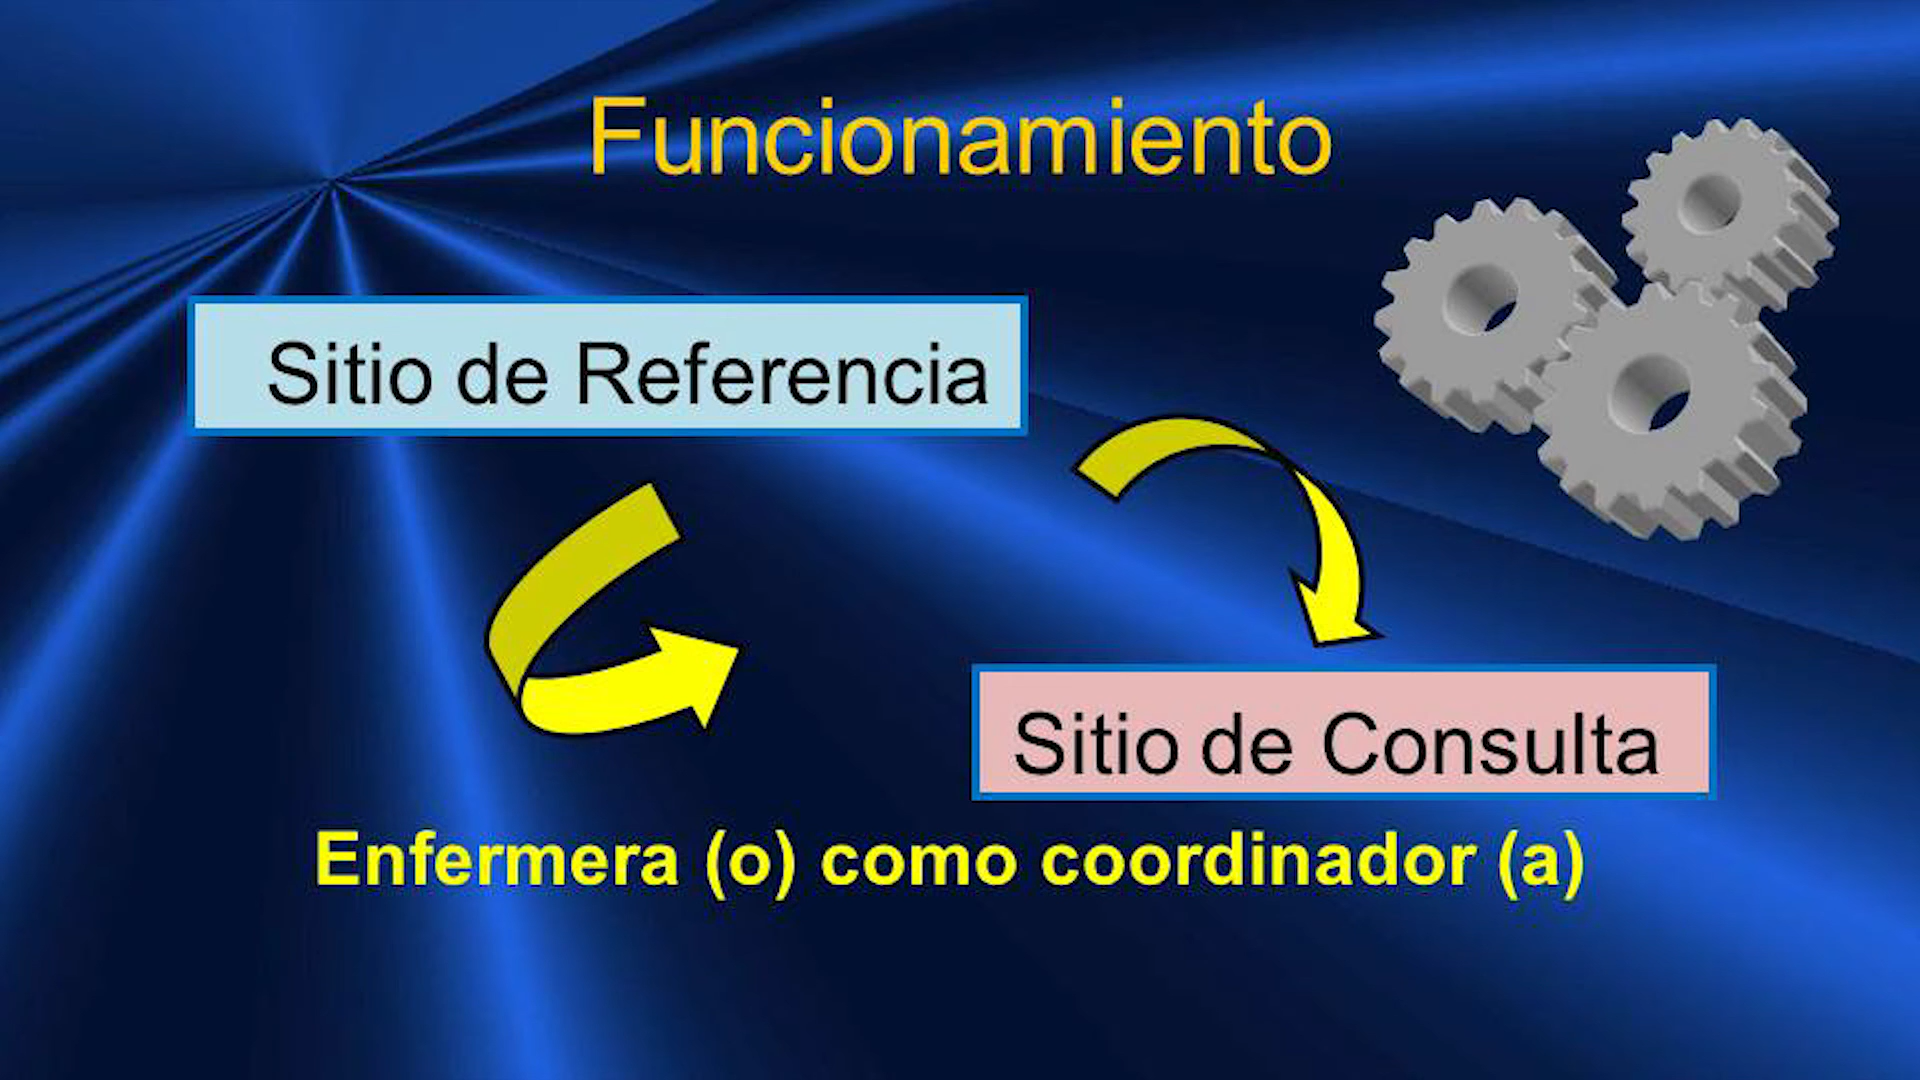 Funcionamiento
Sitio de Referencia
Sitio de Consulta
Enfermera (o) como coordinador (a)